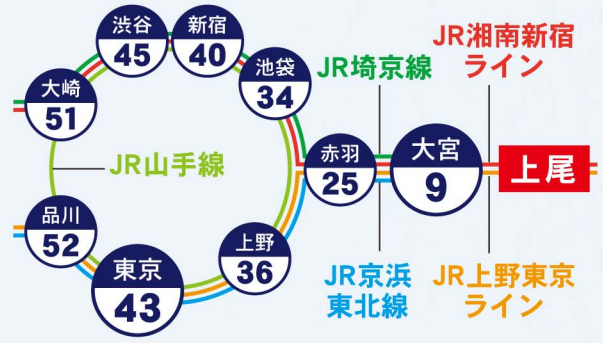 渋谷
45
新宿
40
池袋
34
大崎
51
JR湘南新宿
ライン
JR埼京線
JR山手線
赤羽
25
大宮
9
上尾
品川
52
東京
43
上野
36
JR京浜
東北線
JR上野東京
ライン